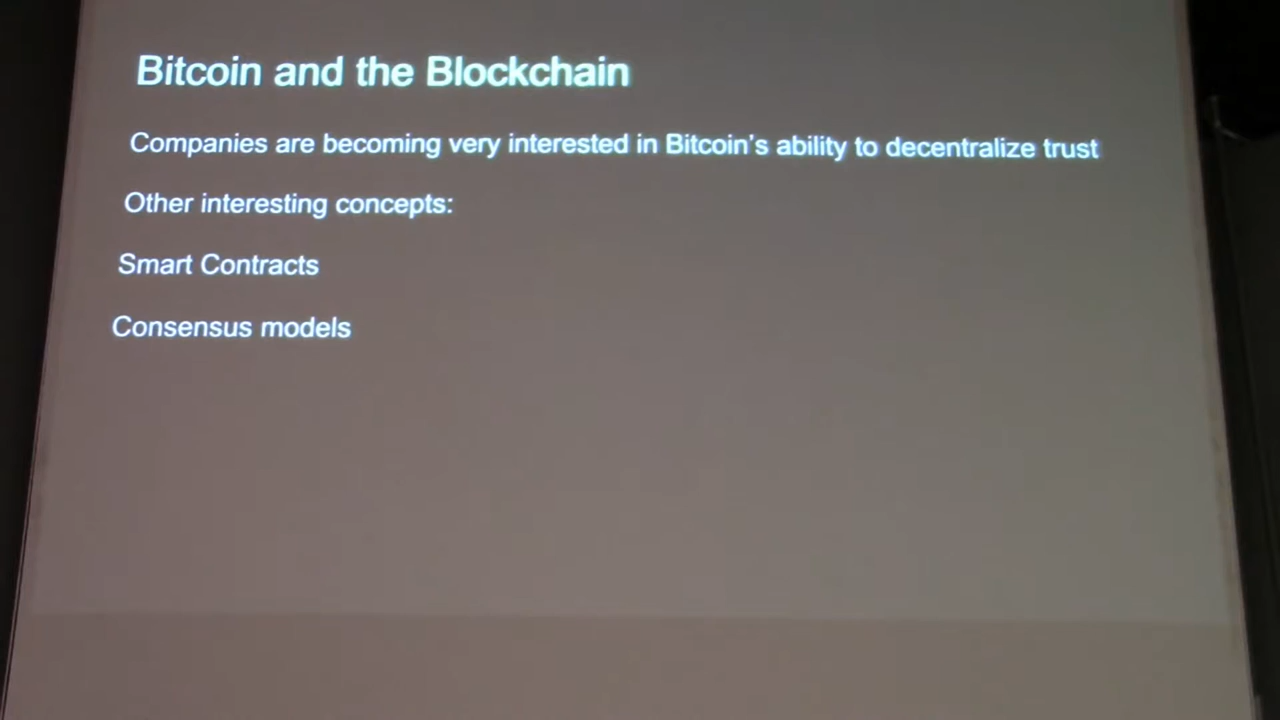 Bitcoin and the Blockchain
Companies are becoming very interested in Bitcoin's ability to decentralize trust
Other interesting concepts:
Smart Contracts
Consensus models